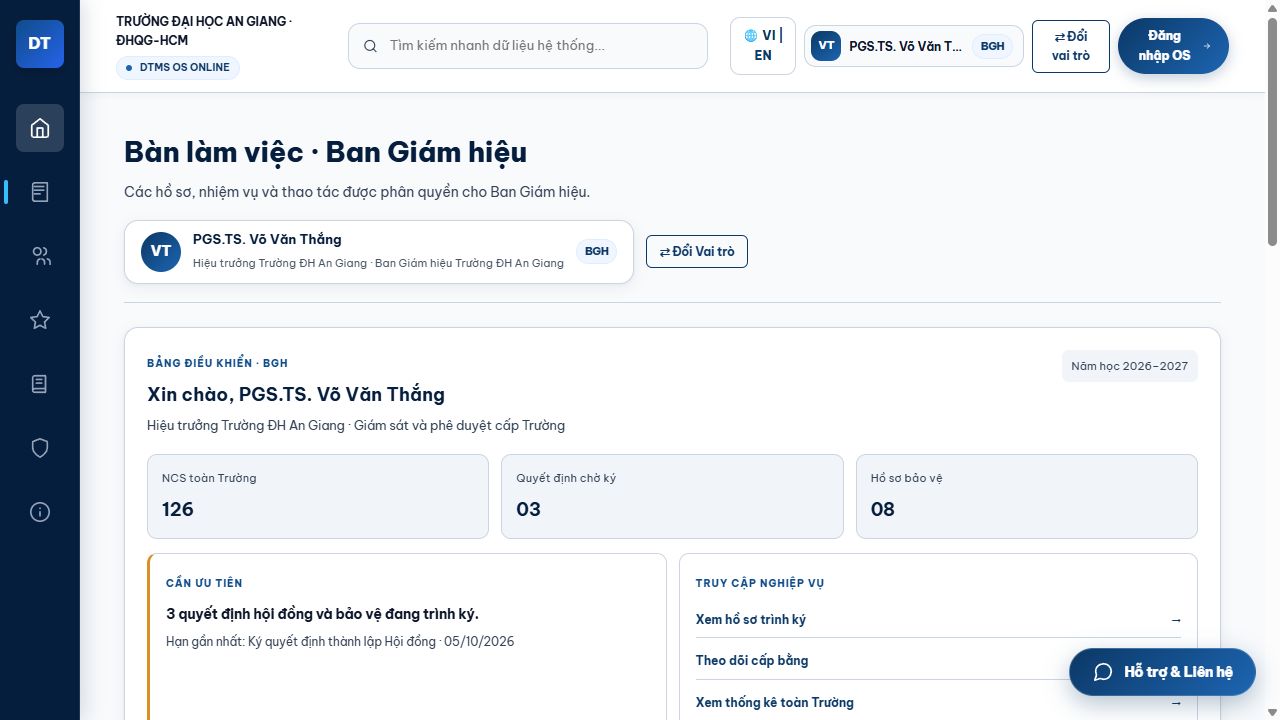 DT
TRƯỜNG ĐẠI HỌC AN GIANG ·
ĐHQG-HCM
DTMS OS ONLINE
Tìm kiếm nhanh dữ liệu hệ thống...
VI |
EN
VT
PGS.TS. Võ Văn T...
BGH
⇄ Đổi
vai trò
Đăng
nhập OS
Bàn làm việc · Ban Giám hiệu
Các hồ sơ, nhiệm vụ và thao tác được phân quyền cho Ban Giám hiệu.
VT
PGS.TS. Võ Văn Thắng
Hiệu trưởng Trường ĐH An Giang · Ban Giám hiệu Trường ĐH An Giang
BGH
⇄ Đổi Vai trò
BẢNG ĐIỀU KHIỂN · BGH
Năm học 2026–2027
Xin chào, PGS.TS. Võ Văn Thắng
Hiệu trưởng Trường ĐH An Giang · Giám sát và phê duyệt cấp Trường
NCS toàn Trường
126
Quyết định chờ ký
03
Hồ sơ bảo vệ
08
CẦN ƯU TIÊN
3 quyết định hội đồng và bảo vệ đang trình ký.
Hạn gần nhất: Ký quyết định thành lập Hội đồng · 05/10/2026
TRUY CẬP NGHIỆP VỤ
Xem hồ sơ trình ký →
Theo dõi cấp bằng
Xem thống kê toàn Trường →
Hỗ trợ & Liên hệ